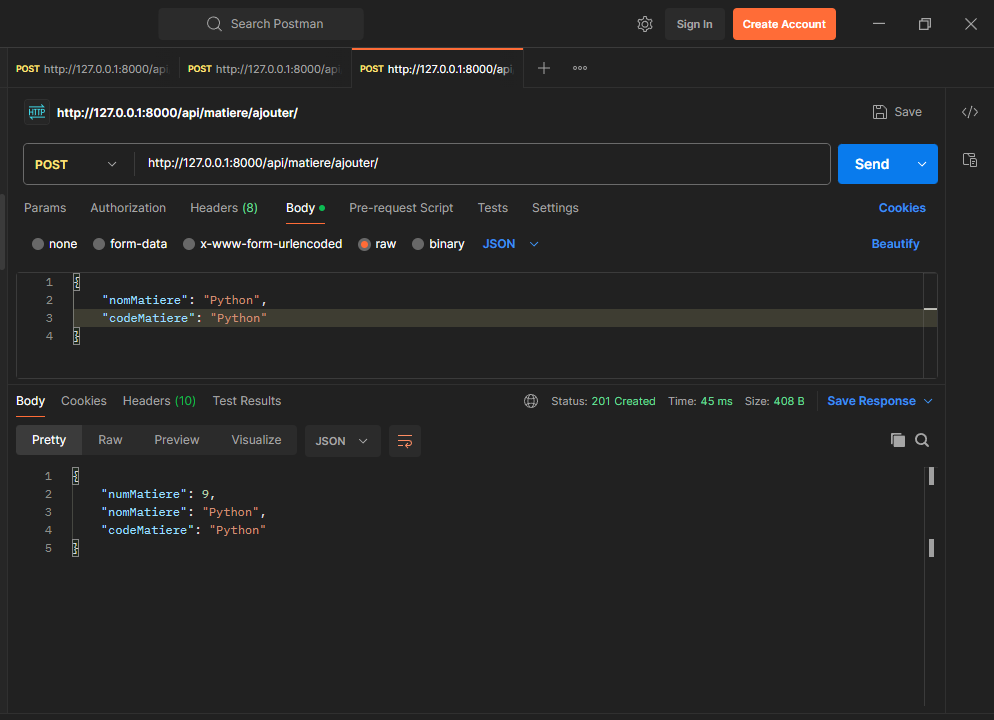 Search Postman Sign In Create Account
POST http://127.0.0.1:8000/api POST http://127.0.0.1:8000/api. POST http://127.0.0.1:8000/api.
HTTP http://127.0.0.1:8000/api/matiere/ajouter/ Save
POST http://127.0.0.1:8000/api/matiere/ajouter/ Send
Params Authorization Headers (8) Body Pre-request Script Tests Settings Cookies
none form-data x-www-form-urlencoded raw binary JSON Beautify
1 {
2 "nomMatiere": "Python",
3 "codeMatiere": "Python"
4 }
Body Cookies Headers (10) Test Results Status: 201 Created Time: 45 ms Size: 408 B Save Response
Pretty Raw Preview Visualize JSON
1 {
2 "numMatiere": 9,
3 "nomMatiere": "Python",
4 "codeMatiere": "Python"
5 }